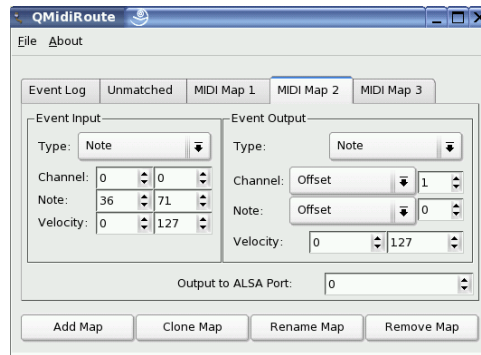 QMidiRoute
File About
Event Log Unmatched MIDI Map 1 MIDI Map 2 MIDI Map 3
Event Input Event Output
Type: Note Type: Note
Channel: 0 0 Channel: Offset 1
Note: 36 71 Note: Offset 0
Velocity: 0 127 Velocity: 0 127
Output to ALSA Port: 0
Add Map Clone Map Rename Map Remove Map